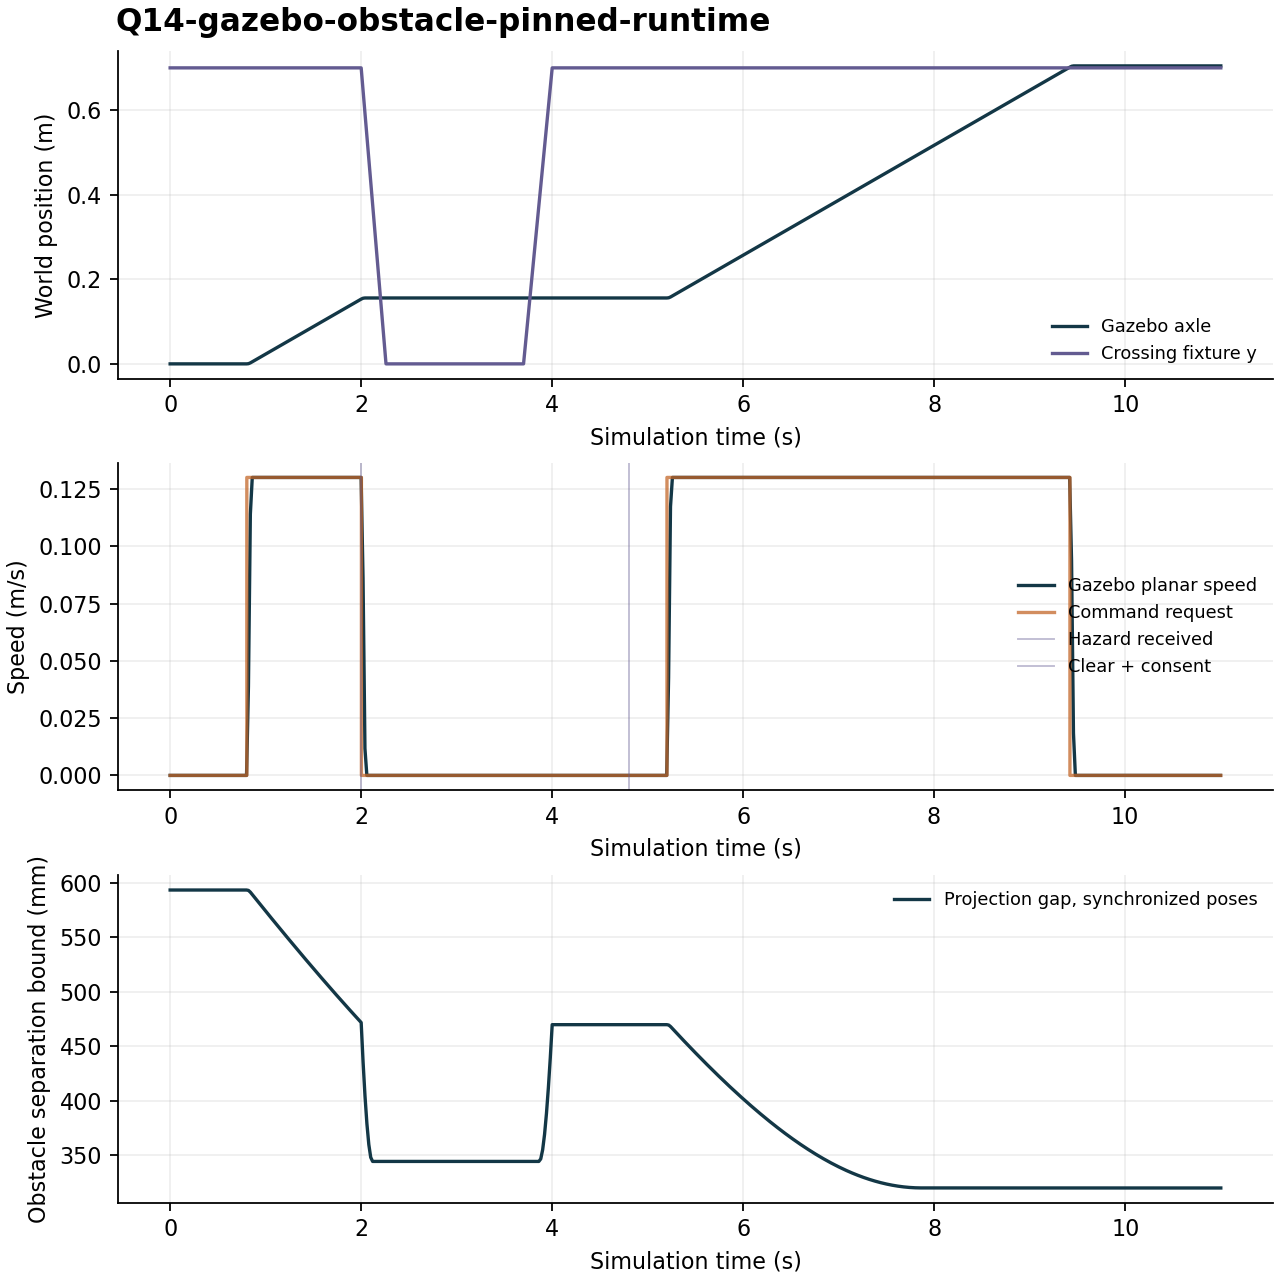 Q14-gazebo-obstacle-pinned-runtime
World position (m)
0.6
0.4
0.2
0.0
Gazebo axle
Crossing fixture y
0 2 4 6 8 10
Simulation time (s)
Speed (m/s)
0.125
0.100
0.075
0.050
0.025
0.000
Gazebo planar speed
Command request
Hazard received
Clear + consent
0 2 4 6 8 10
Simulation time (s)
Obstacle separation bound (mm)
600
550
500
450
400
350
Projection gap, synchronized poses
0 2 4 6 8 10
Simulation time (s)